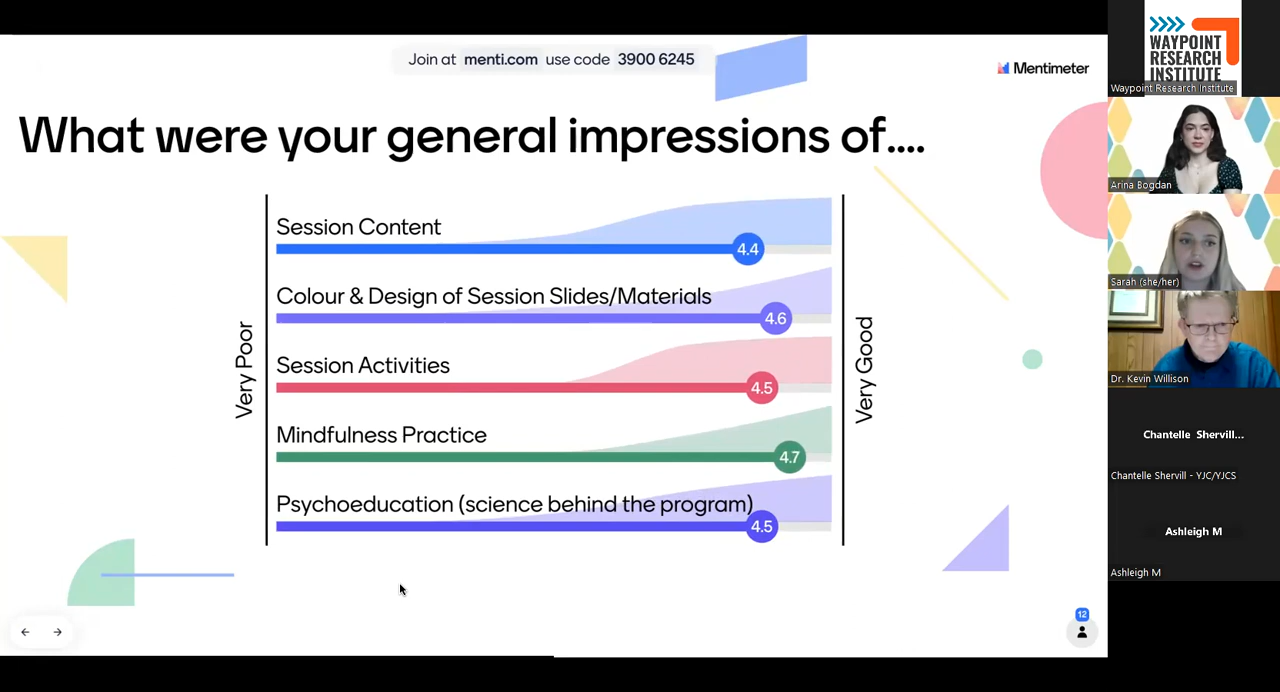 Join at menti.com use code 3900 6245
Mentimeter
What were your general impressions of....
Very Poor
Session Content
4.4
Colour & Design of Session Slides/Materials
4.6
Session Activities
4.5
Mindfulness Practice
4.7
Psychoeducation (science behind the program)
4.5
Very Good
12
WAYPOINT
RESEARCH
INSTITUTE
Waypoint Research Institute
Arina Bogdan
Sarah (she/her)
Dr. Kevin Willison
Chantelle Shervill...
Chantelle Shervill - YJC/YJCS
Ashleigh M
Ashleigh M